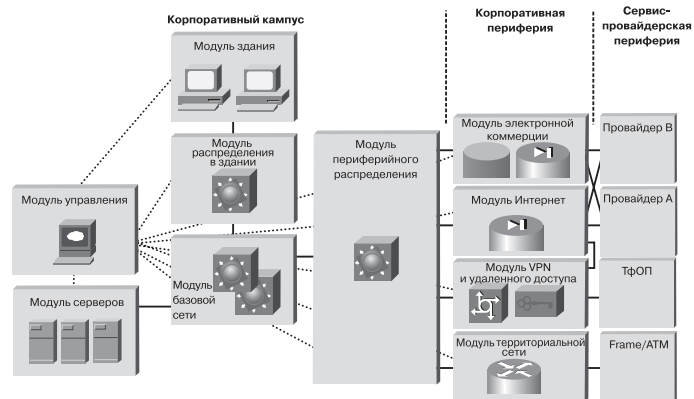 Корпоративный кампус
Корпоративная
периферия
Сервис-
провайдерская
периферия
Модуль здания
Модуль
распределения
в здании
Модуль управления
Модуль серверов
Модуль
базовой
сети
Модуль
периферийного
распределения
Модуль электронной
коммерции
Модуль Интернет
Модуль VPN
и удаленного доступа
Модуль территориальной
сети
Провайдер B
Провайдер A
ТфОП
Frame/ATM